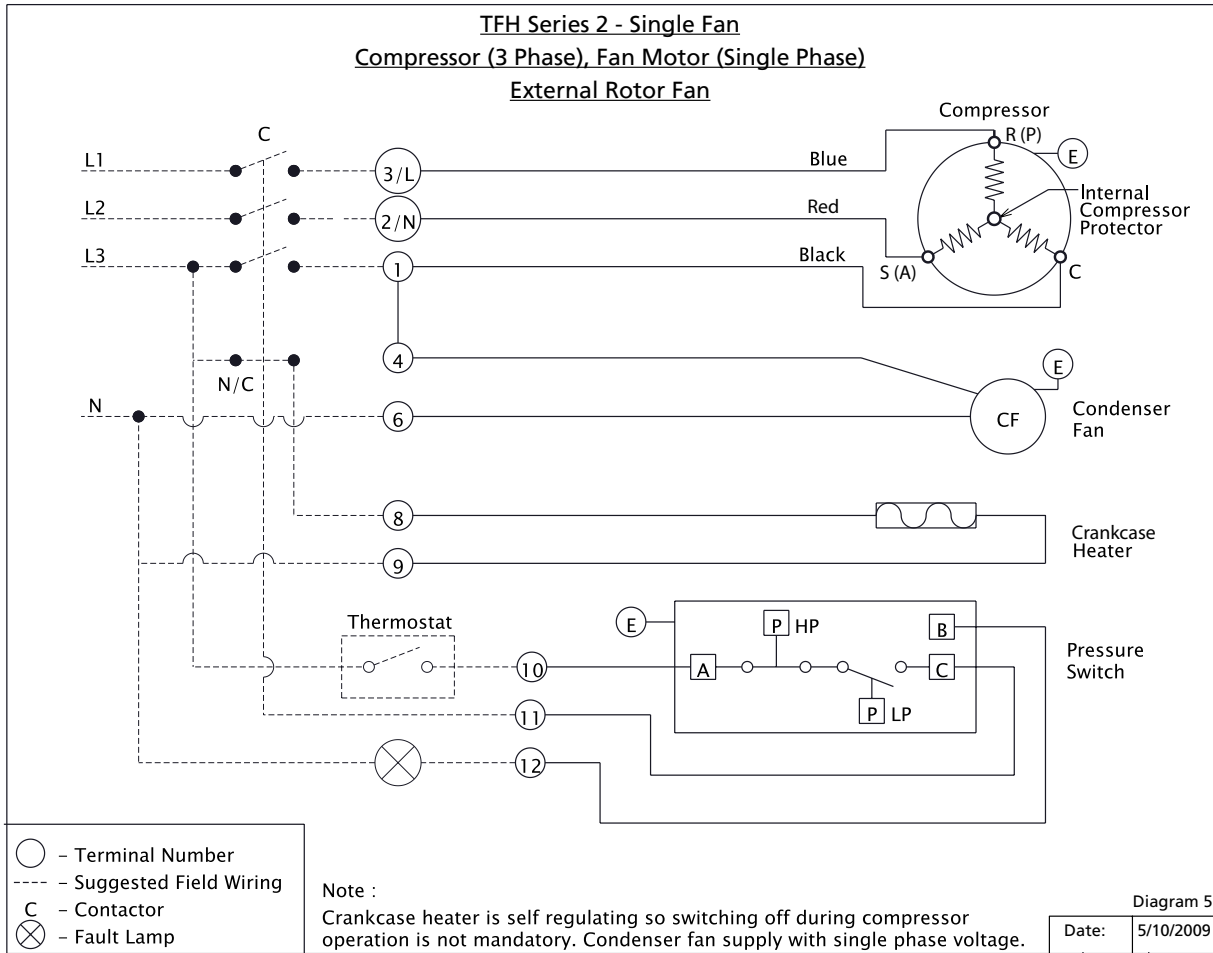 TFH Series 2 - Single Fan
Compressor (3 Phase), Fan Motor (Single Phase)
External Rotor Fan
Compressor
C
R (P)
L1
3/L
Blue
E
L2
2/N
Red
Internal
Compressor
Protector
L3
1
Black
S (A)
C
4
N/C
E
N
6
CF
Condenser
Fan
8
Crankcase
Heater
9
Thermostat
E
P HP
B
Pressure
Switch
10
A
C
11
P LP
12
– Terminal Number
---- – Suggested Field Wiring
C – Contactor
– Fault Lamp
Note :
Crankcase heater is self regulating so switching off during compressor
operation is not mandatory. Condenser fan supply with single phase voltage.
Diagram 5
Date: 5/10/2009